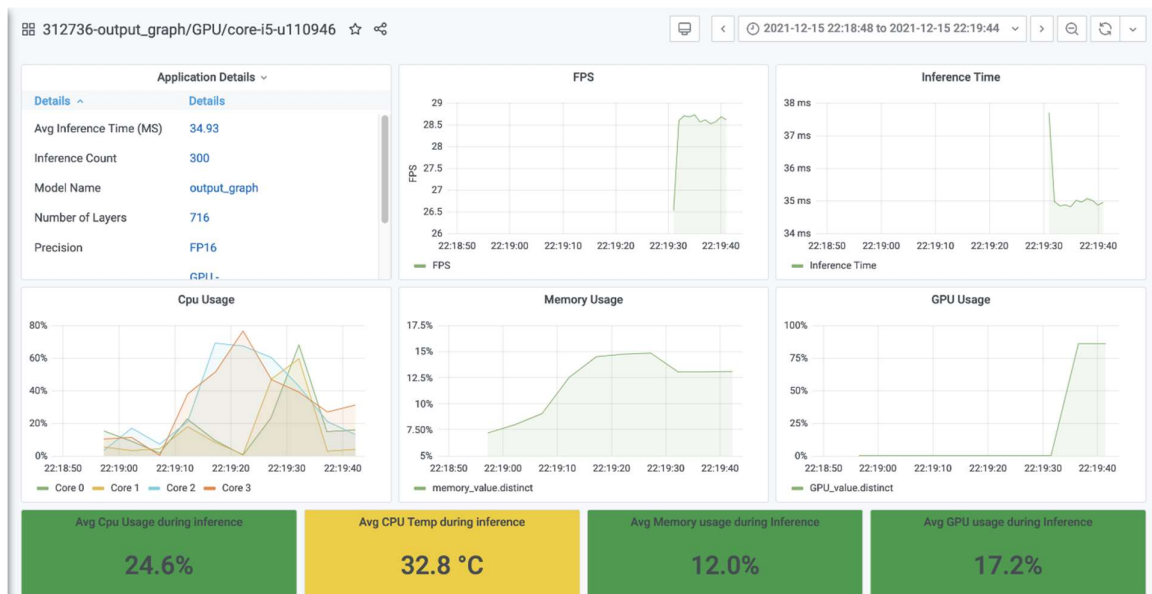 312736-output_graph/GPU/core-i5-u110946
2021-12-15 22:18:48 to 2021-12-15 22:19:44
Application Details
Details Details
Avg Inference Time (MS) 34.93
Inference Count 300
Model Name output_graph
Number of Layers 716
Precision FP16
GPU -
FPS
29
28.5
28
27.5
27
26.5
26
FPS
22:18:50 22:19:00 22:19:10 22:19:20 22:19:30 22:19:40
FPS
Inference Time
38 ms
37 ms
36 ms
35 ms
34 ms
22:18:50 22:19:00 22:19:10 22:19:20 22:19:30 22:19:40
Inference Time
Cpu Usage
80%
60%
40%
20%
0%
22:18:50 22:19:00 22:19:10 22:19:20 22:19:30 22:19:40
Core 0 Core 1 Core 2 Core 3
Memory Usage
17.5%
15%
12.5%
10%
7.50%
5%
22:18:50 22:19:00 22:19:10 22:19:20 22:19:30 22:19:40
memory_value.distinct
GPU Usage
100%
75%
50%
25%
0%
22:18:50 22:19:00 22:19:10 22:19:20 22:19:30 22:19:40
GPU_value.distinct
Avg Cpu Usage during inference
24.6%
Avg CPU Temp during inference
32.8 °C
Avg Memory usage during Inference
12.0%
Avg GPU usage during Inference
17.2%